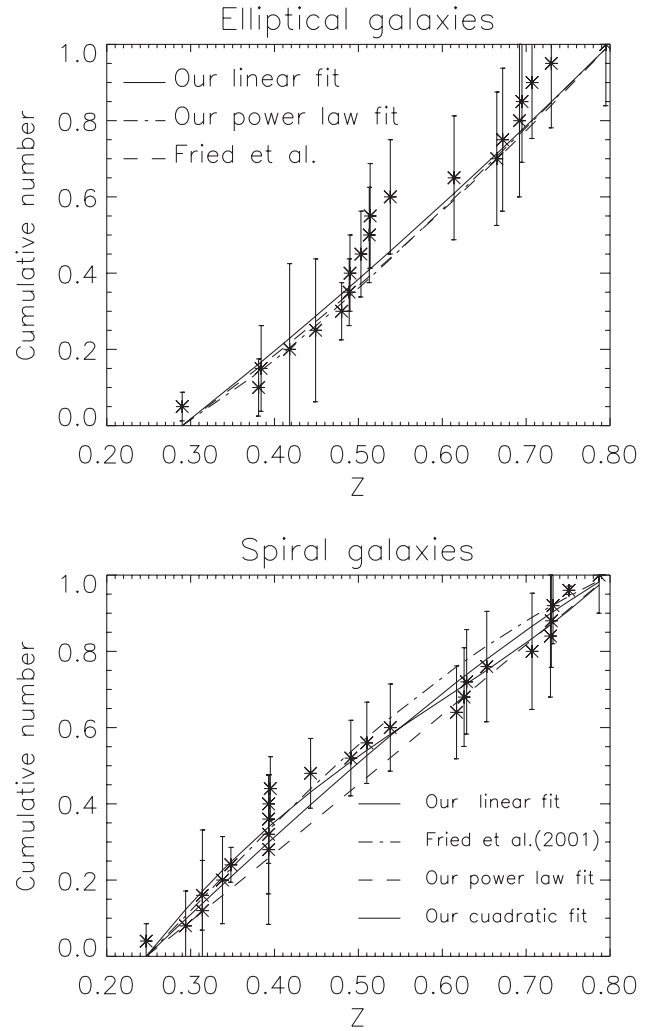 Elliptical galaxies
1.0
Our linear fit
0.8
Our power law fit
Fried et al.
0.6
Cumulative number
0.4
0.2
0.0
0.20 0.30 0.40 0.50 0.60 0.70 0.80
Z
Spiral galaxies
1.0
0.8
0.6
Cumulative number
0.4
Our linear fit
Fried et al.(2001)
0.2
Our power law fit
Our cuadratic fit
0.0
0.20 0.30 0.40 0.50 0.60 0.70 0.80
Z